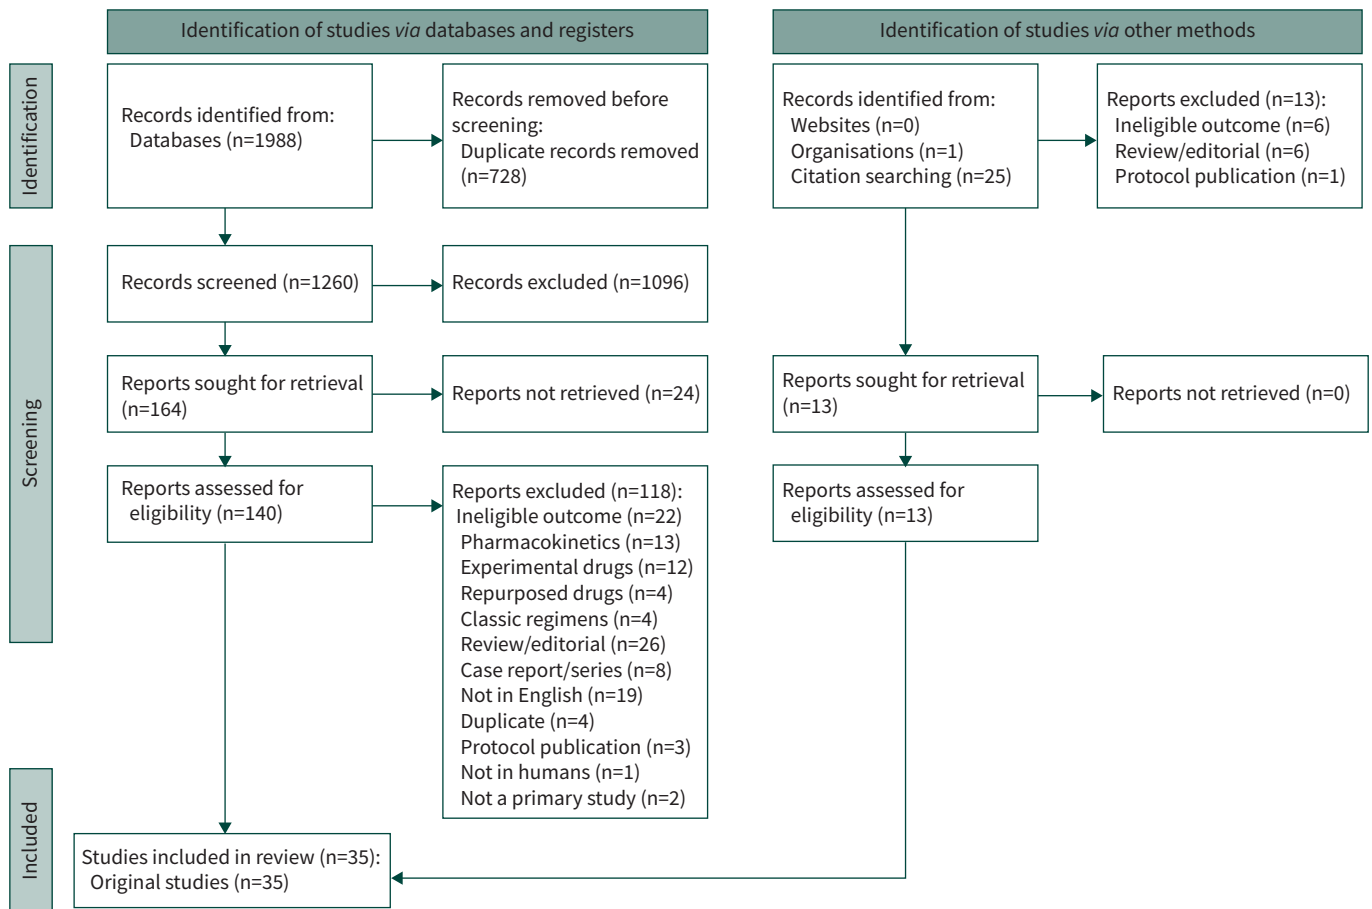 Identification of studies via databases and registers
Identification of studies via other methods
Identification
Records identified from:
Databases (n=1988)
Records removed before
screening:
Duplicate records removed
(n=728)
Records identified from:
Websites (n=0)
Organisations (n=1)
Citation searching (n=25)
Reports excluded (n=13):
Ineligible outcome (n=6)
Review/editorial (n=6)
Protocol publication (n=1)
Screening
Records screened (n=1260)
Records excluded (n=1096)
Reports sought for retrieval
(n=164)
Reports not retrieved (n=24)
Reports sought for retrieval
(n=13)
Reports not retrieved (n=0)
Reports assessed for
eligibility (n=140)
Reports excluded (n=118):
Ineligible outcome (n=22)
Pharmacokinetics (n=13)
Experimental drugs (n=12)
Repurposed drugs (n=4)
Classic regimens (n=4)
Review/editorial (n=26)
Case report/series (n=8)
Not in English (n=19)
Duplicate (n=4)
Protocol publication (n=3)
Not in humans (n=1)
Not a primary study (n=2)
Reports assessed for
eligibility (n=13)
Included
Studies included in review (n=35):
Original studies (n=35)